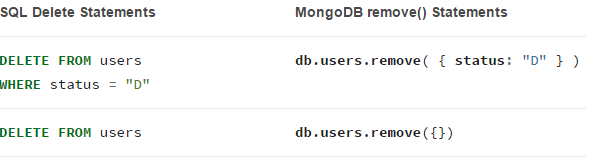 SQL Delete Statements MongoDB remove() Statements
DELETE FROM users db.users.remove( { status: "D" } )
WHERE status = "D"
DELETE FROM users db.users.remove({})